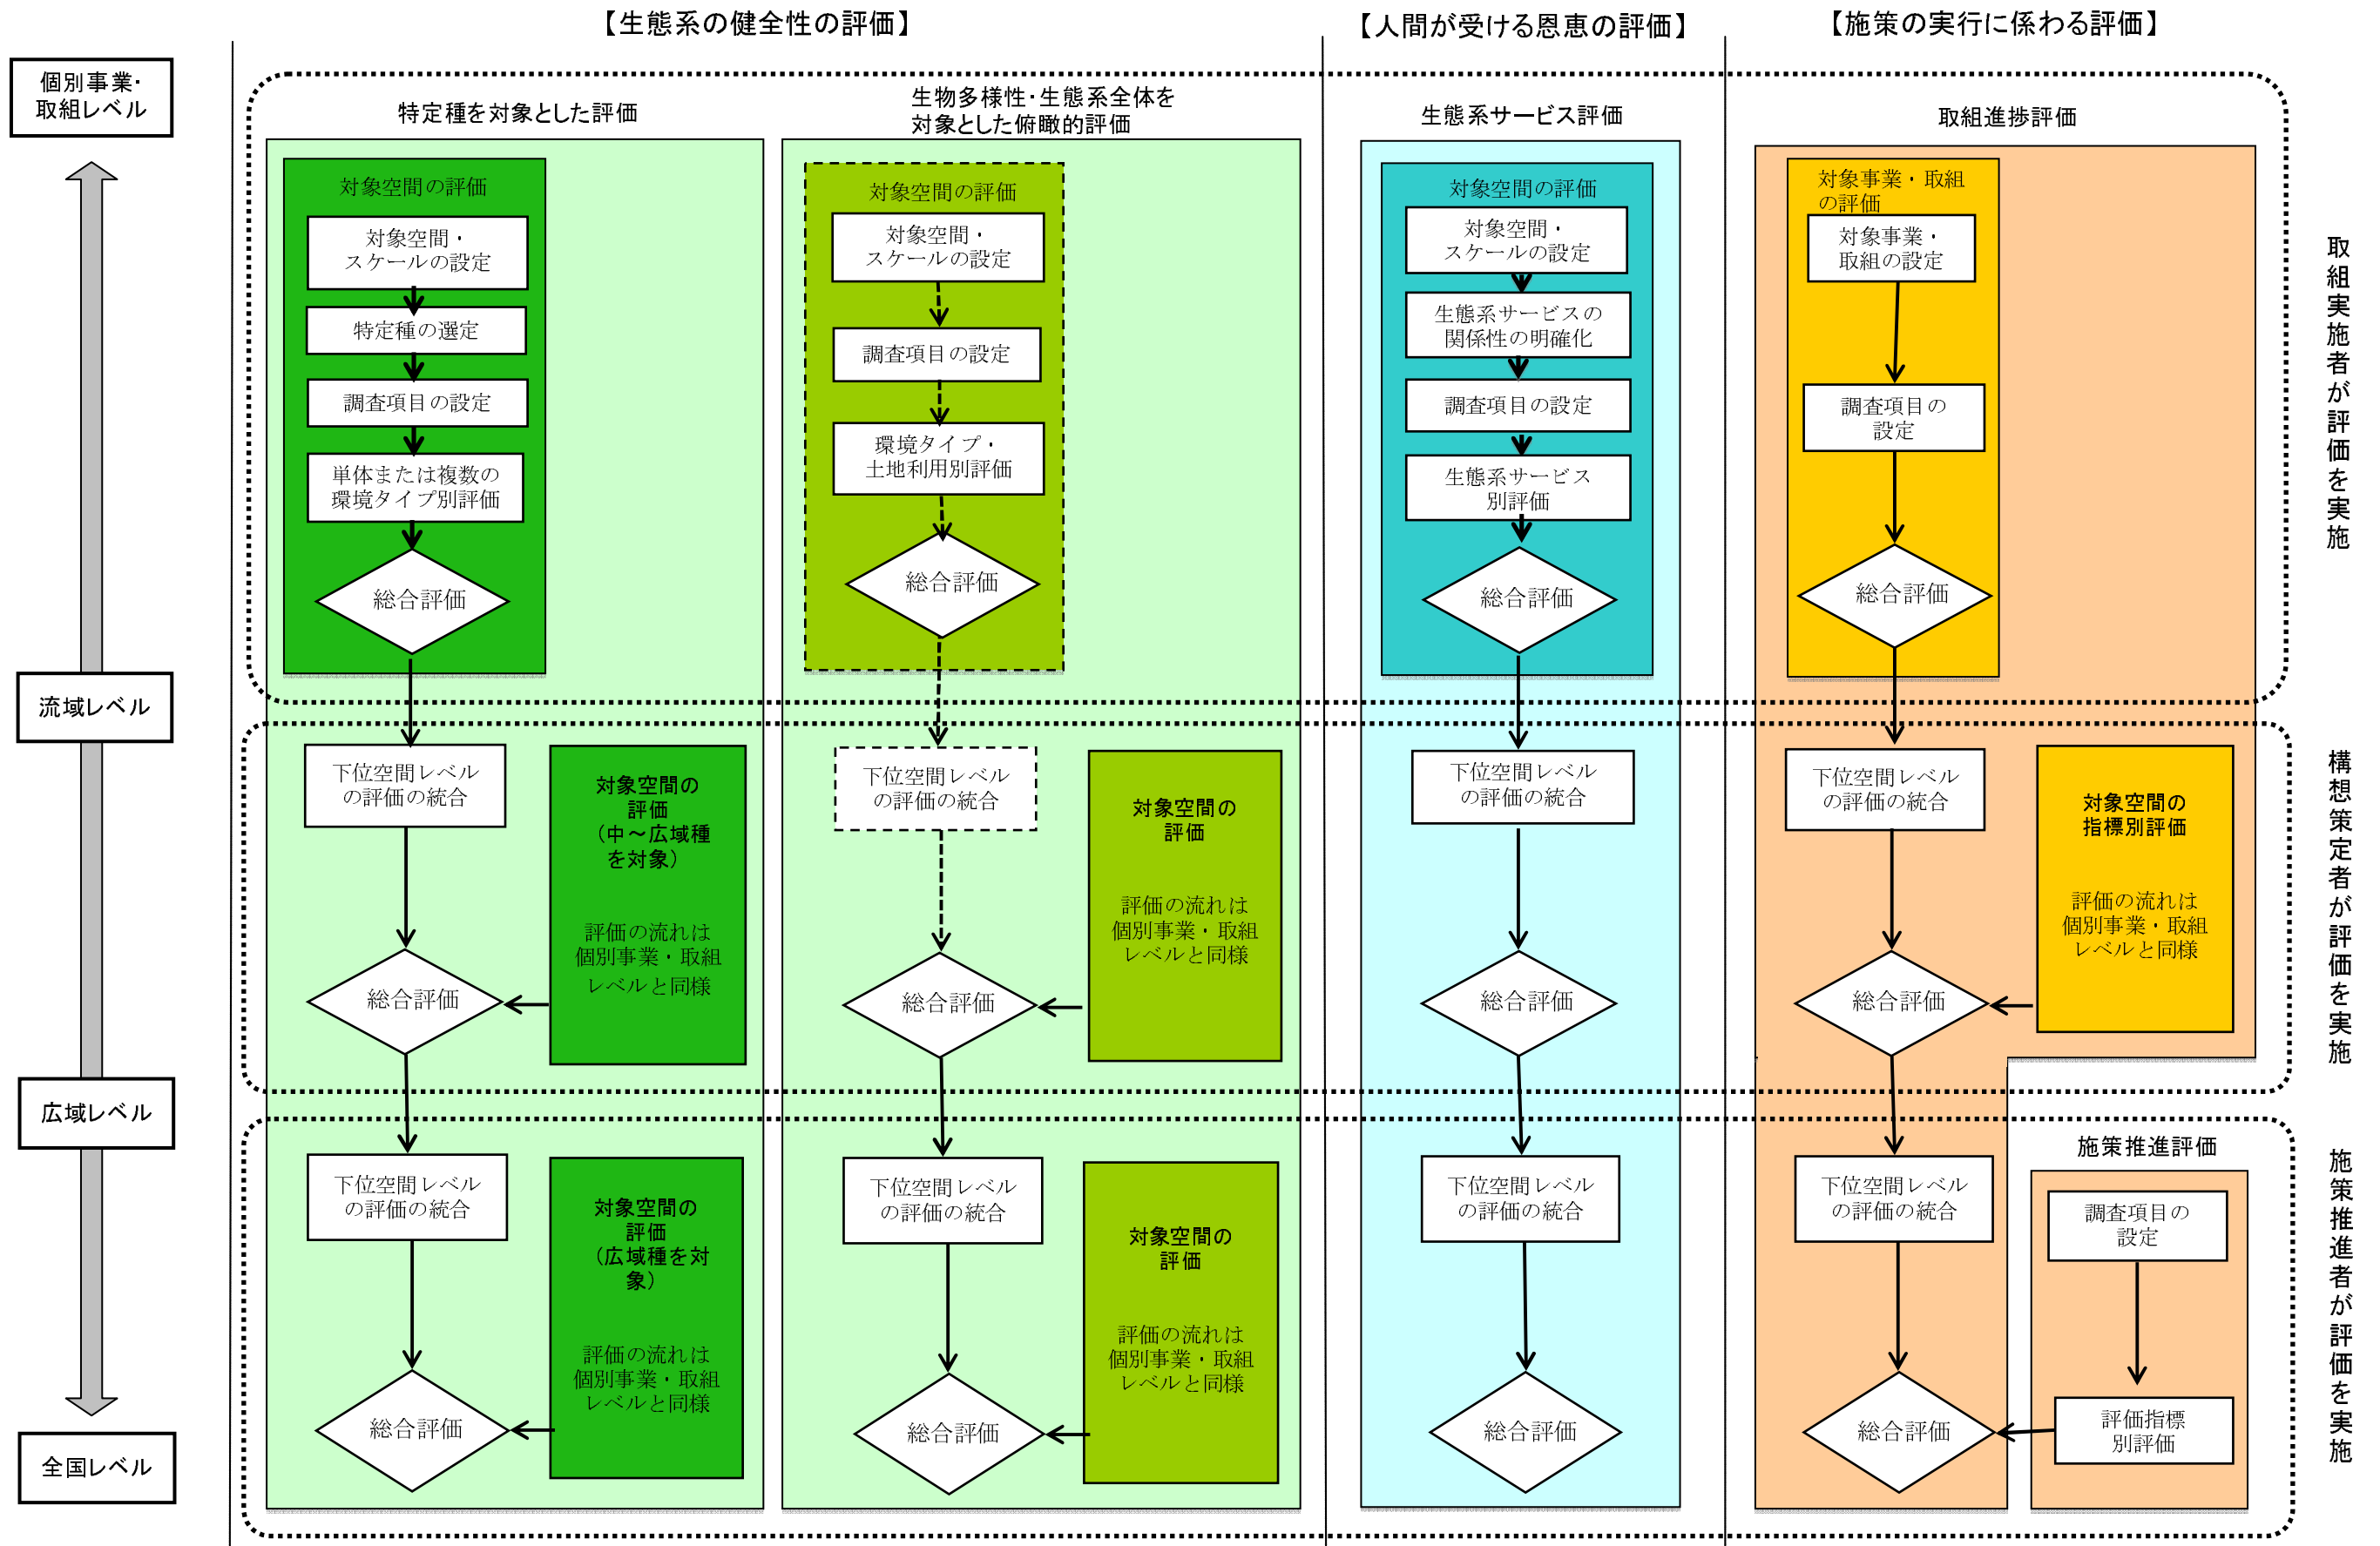 【生態系の健全性の評価】
【人間が受ける恩恵の評価】
【施策の実行に係わる評価】
個別事業・
取組レベル
流域レベル
広域レベル
全国レベル
特定種を対象とした評価
対象空間の評価
対象空間・
スケールの設定
特定種の選定
調査項目の設定
単体または複数の
環境タイプ別評価
総合評価
下位空間レベル
の評価の統合
対象空間の
評価
（中～広域種
を対象）
評価の流れは
個別事業・取組
レベルと同様
総合評価
下位空間レベル
の評価の統合
対象空間の
評価
（広域種を対
象）
評価の流れは
個別事業・取組
レベルと同様
総合評価
生物多様性・生態系全体を
対象とした俯瞰的評価
対象空間の評価
対象空間・
スケールの設定
調査項目の設定
環境タイプ・
土地利用別評価
総合評価
下位空間レベル
の評価の統合
対象空間の
評価
評価の流れは
個別事業・取組
レベルと同様
総合評価
下位空間レベル
の評価の統合
対象空間の
評価
評価の流れは
個別事業・取組
レベルと同様
総合評価
生態系サービス評価
対象空間の評価
対象空間・
スケールの設定
生態系サービスの
関係性の明確化
調査項目の設定
生態系サービス
別評価
総合評価
下位空間レベル
の評価の統合
総合評価
下位空間レベル
の評価の統合
総合評価
取組進捗評価
対象事業・取組
の評価
対象事業・
取組の設定
調査項目の
設定
総合評価
下位空間レベル
の評価の統合
対象空間の
指標別評価
評価の流れは
個別事業・取組
レベルと同様
総合評価
下位空間レベル
の評価の統合
総合評価
施策推進評価
調査項目の
設定
評価指標
別評価
取組実施者が評価を実施
構想策定者が評価を実施
施策推進者が評価を実施